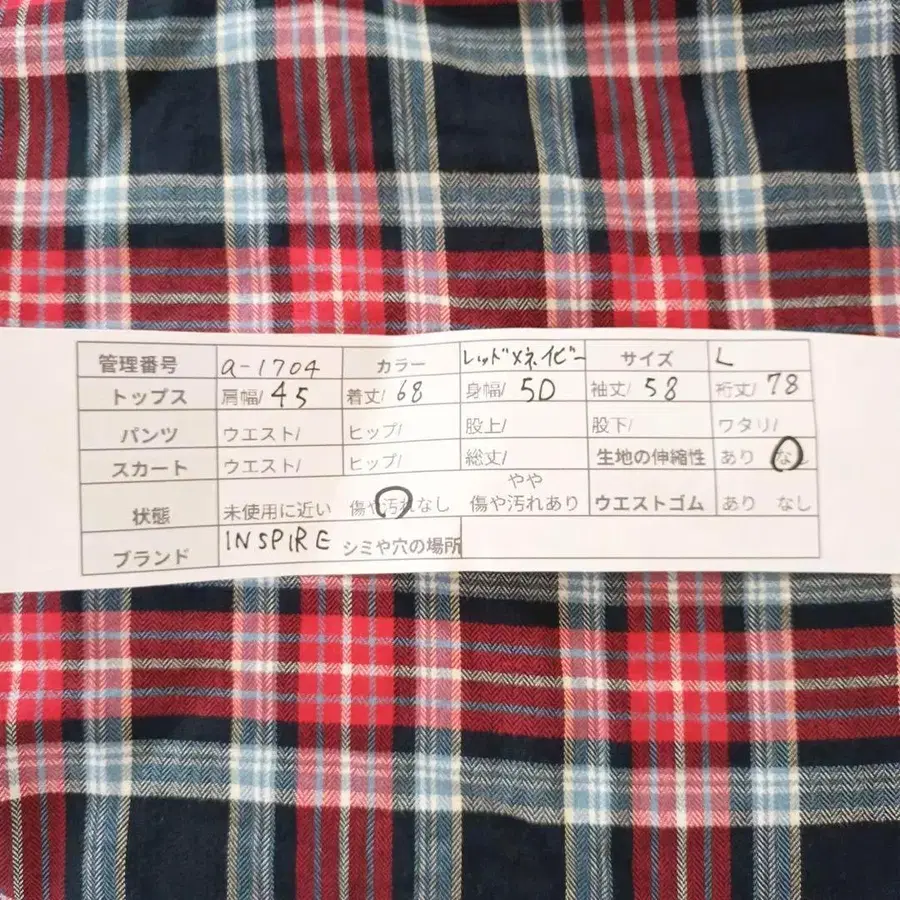 管理番号 a-1704 カラー レッド×ネイビー サイズ L
トップス 肩幅/ 45 着丈/ 68 身幅/ 50 袖丈/ 58 裄丈/ 78
パンツ ウエスト/ ヒップ/ 股上/ 股下/ ワタリ/
スカート ウエスト/ ヒップ/ 総丈/ 生地の伸縮性 あり なし
状態 未使用に近い 傷や汚れなし やや
傷や汚れあり ウエストゴム あり なし
ブランド INSPIRE シミや穴の場所